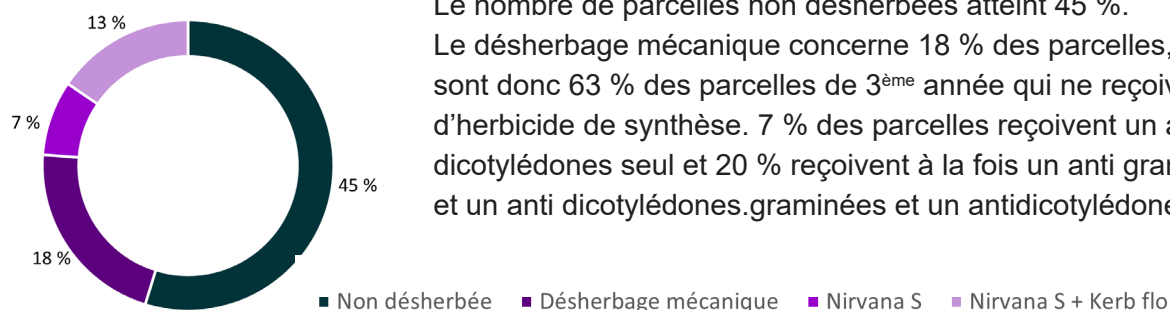 13 %
7 %
18 %
45 %
Le nombre de parcelles non désherbées atteint 45 %.
Le désherbage mécanique concerne 18 % des parcelles,
sont donc 63 % des parcelles de 3ème année qui ne
d’herbicide de synthèse. 7 % des parcelles reçoivent un
dicotylédones seul et 20 % reçoivent à la fois un anti
et un anti dicotylédones.graminées et un
Non désherbée Désherbage mécanique Nirvana S Nirvana S + Kerb flo